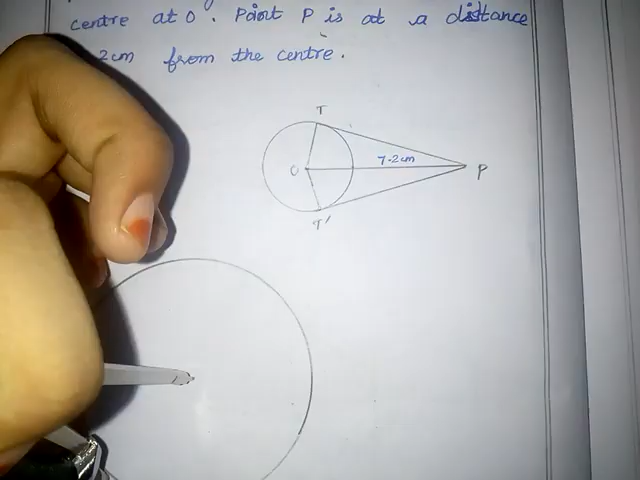 centre at O. Point P is at a distance
2cm from the centre.
T
7.2cm
O
P
T'